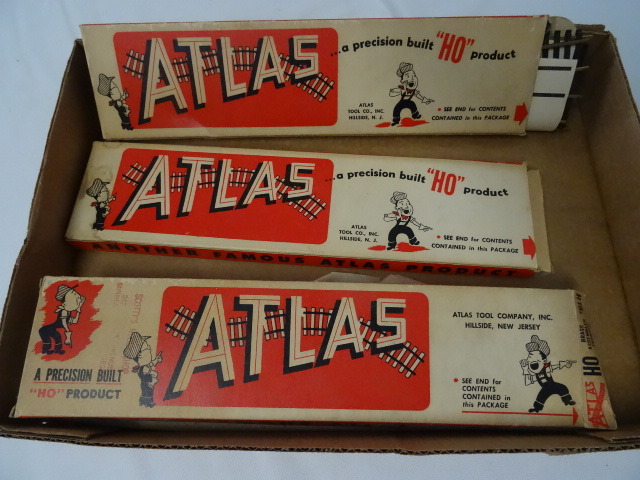 ATLAS
...a precision built "HO" product
ATLAS
TOOL CO., INC.
HILLSIDE, N. J.
• SEE END for CONTENTS
CONTAINED in this PACKAGE
ATLAS
...a precision built "HO" product
ATLAS
TOOL CO., INC.
HILLSIDE, N. J.
• SEE END for CONTENTS
CONTAINED in this PACKAGE
ANOTHER FAMOUS ATLAS PRODUCT
A PRECISION BUILT
"HO" PRODUCT
SCOTTY'S
ATLAS
ATLAS TOOL COMPANY, INC.
HILLSIDE, NEW JERSEY
• SEE END for
CONTENTS
CONTAINED in
this PACKAGE
ATLAS
HO
BRASS